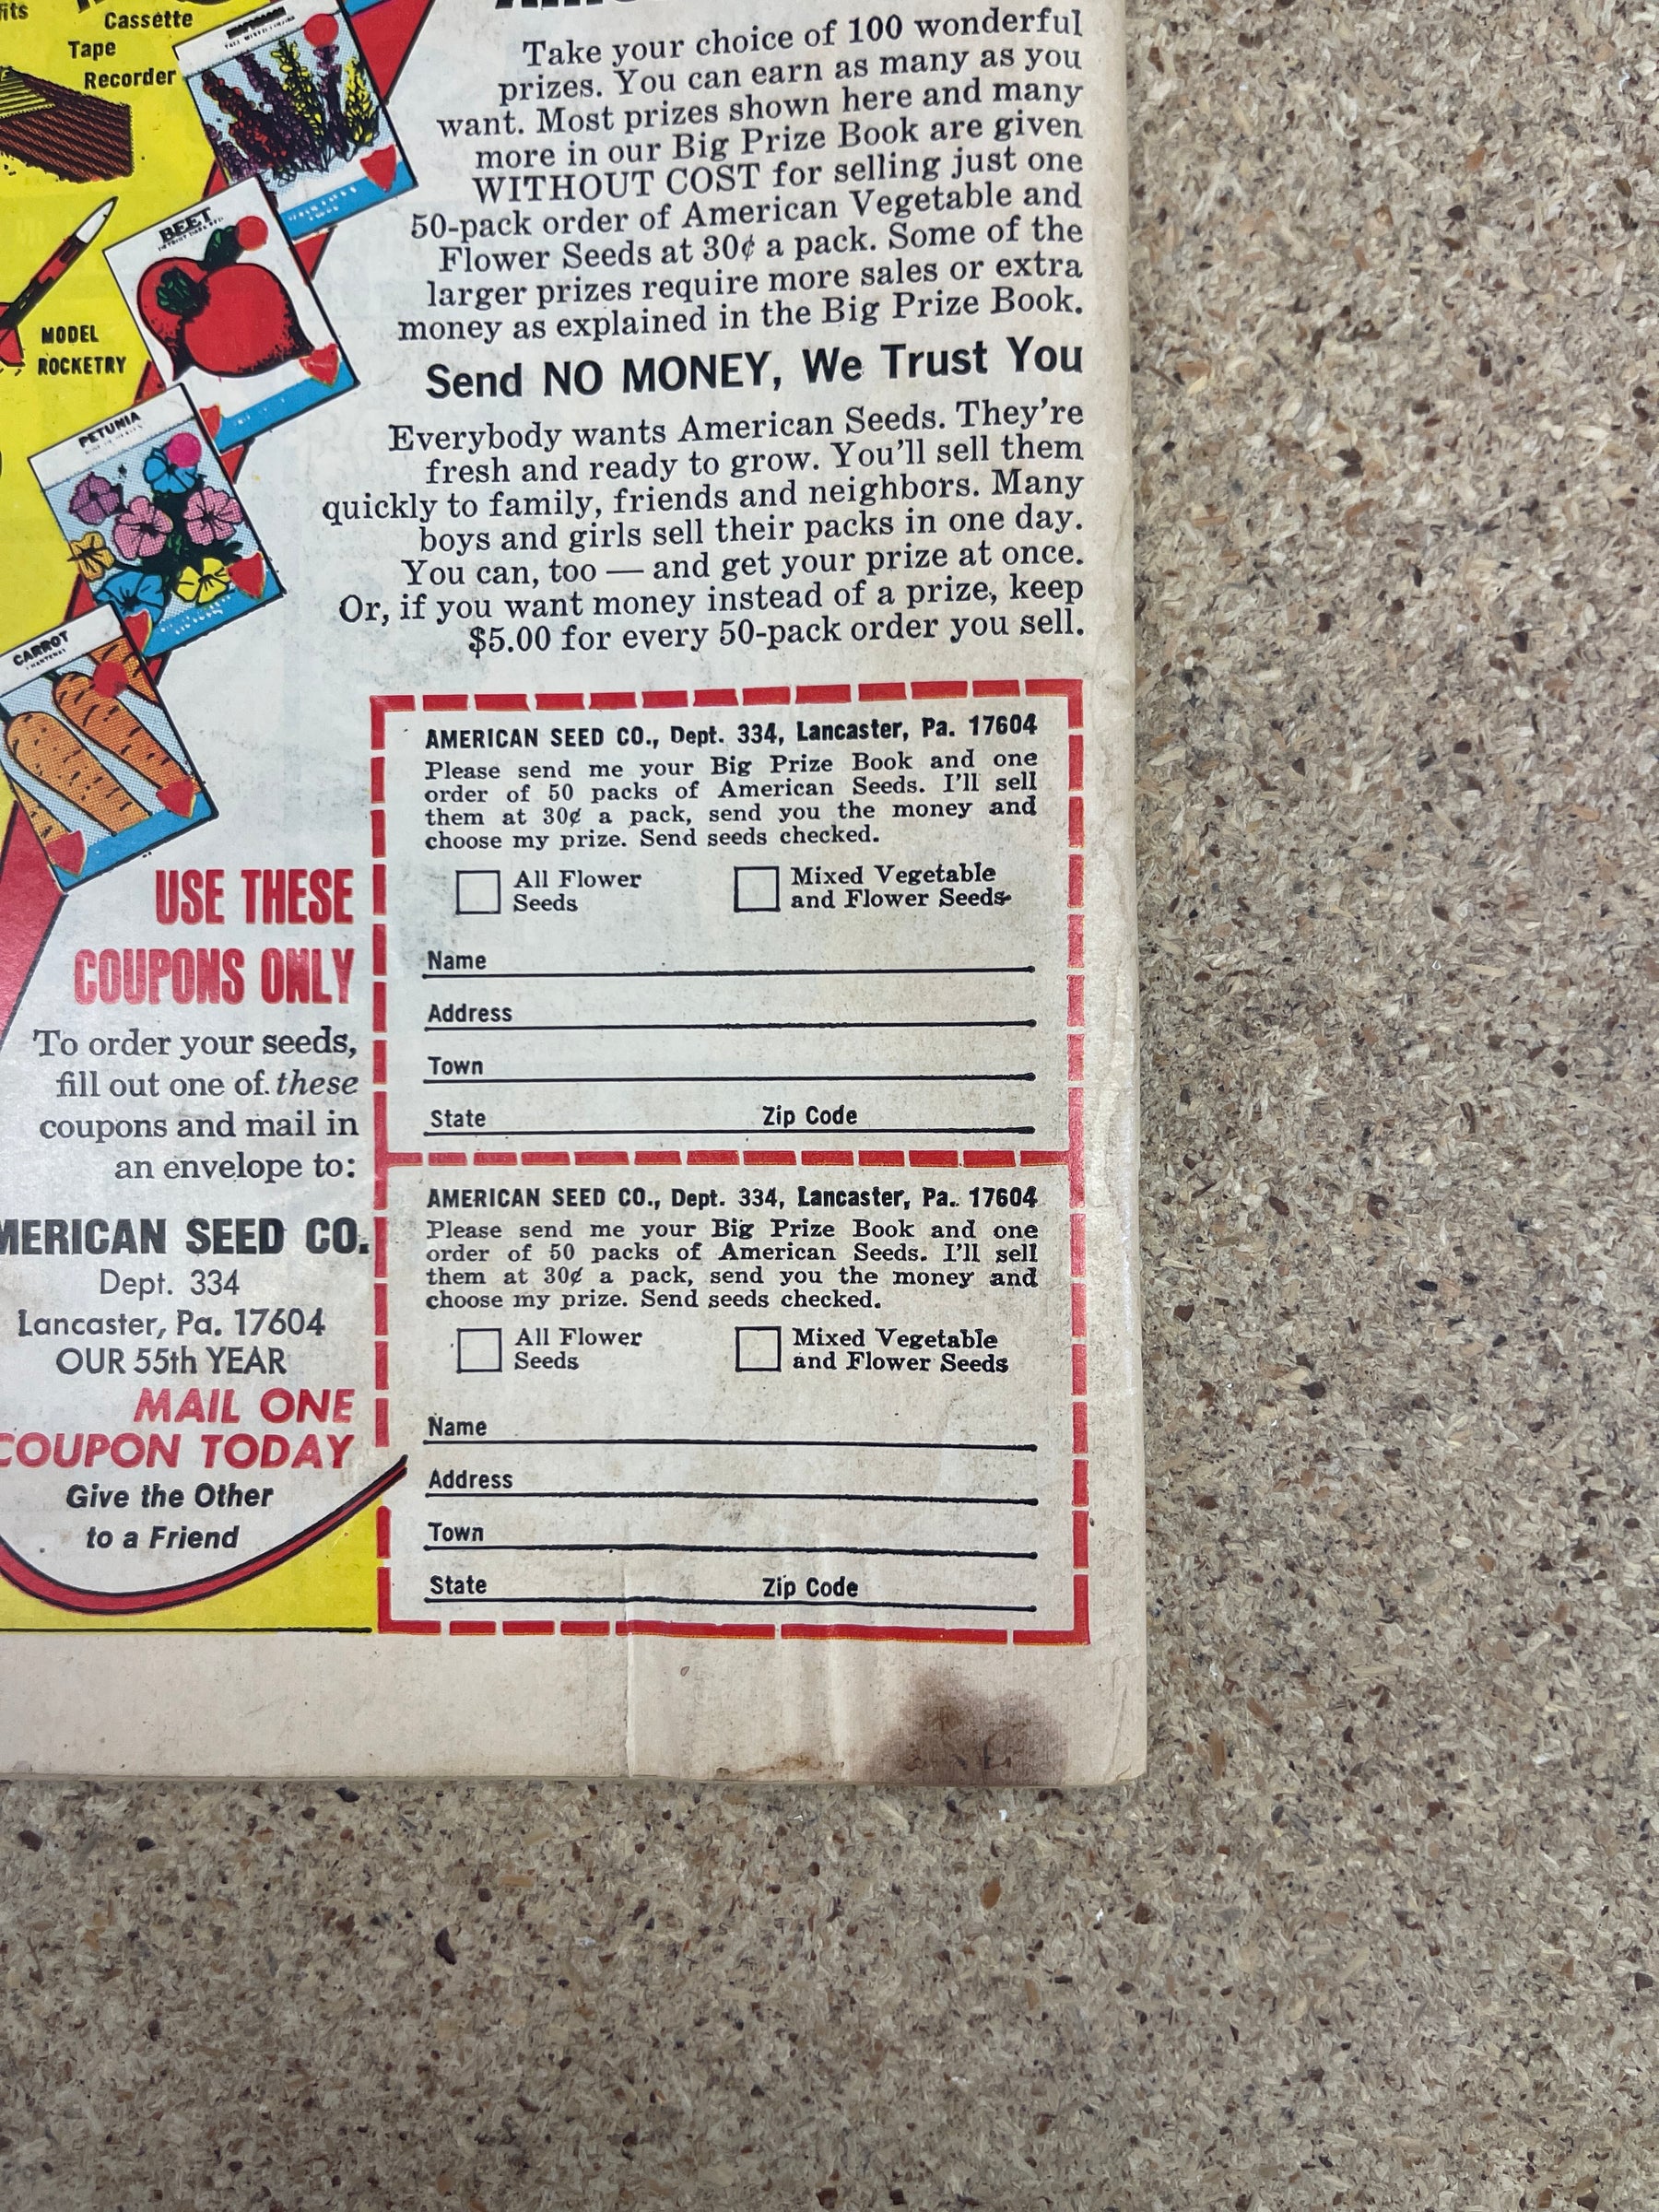 Cassette
Tape
Recorder
Take your choice of 100 wonderful
prizes. You can earn as many as you
want. Most prizes shown here and many
more in our Big Prize Book are given
WITHOUT COST for selling just one
50-pack order of American Vegetable and
Flower Seeds at 30¢ a pack. Some of the
larger prizes require more sales or extra
money as explained in the Big Prize Book.
BEET
MODEL
ROCKETRY
PETUNIA
CARROT
Send NO MONEY, We Trust You
Everybody wants American Seeds. They're
fresh and ready to grow. You'll sell them
quickly to family, friends and neighbors. Many
boys and girls sell their packs in one day.
You can, too — and get your prize at once.
Or, if you want money instead of a prize, keep
$5.00 for every 50-pack order you sell.
USE THESE
COUPONS ONLY
To order your seeds,
fill out one of these
coupons and mail in
an envelope to:
MERICAN SEED CO.
Dept. 334
Lancaster, Pa. 17604
OUR 55th YEAR
MAIL ONE
COUPON TODAY
Give the Other
to a Friend
AMERICAN SEED CO., Dept. 334, Lancaster, Pa. 17604
Please send me your Big Prize Book and one
order of 50 packs of American Seeds. I'll sell
them at 30¢ a pack, send you the money and
choose my prize. Send seeds checked.
All Flower
Seeds
Mixed Vegetable
and Flower Seeds
Name
Address
Town
State Zip Code
AMERICAN SEED CO., Dept. 334, Lancaster, Pa. 17604
Please send me your Big Prize Book and one
order of 50 packs of American Seeds. I'll sell
them at 30¢ a pack, send you the money and
choose my prize. Send seeds checked.
All Flower
Seeds
Mixed Vegetable
and Flower Seeds
Name
Address
Town
State Zip Code